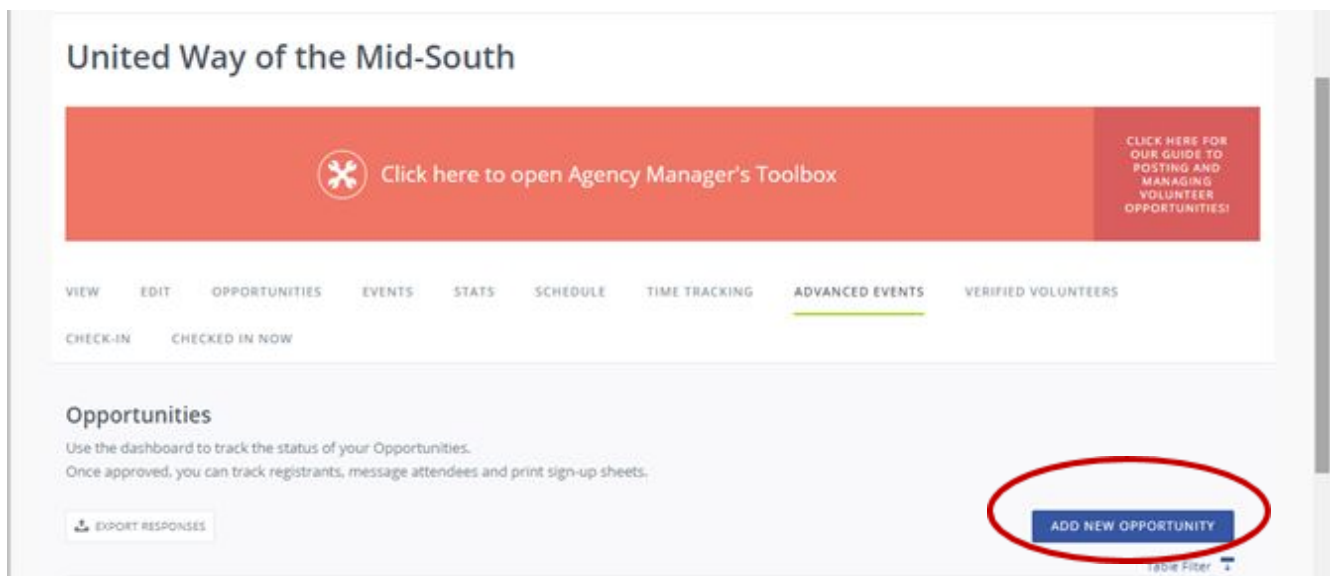 United Way of the Mid-South
Click here to open Agency Manager's Toolbox
CLICK HERE FOR
OUR GUIDE TO
POSTING AND
MANAGING
VOLUNTEER
OPPORTUNITIES!
VIEW EDIT OPPORTUNITIES EVENTS STATS SCHEDULE TIME TRACKING ADVANCED EVENTS VERIFIED VOLUNTEERS
CHECK-IN CHECKED IN NOW
Opportunities
Use the dashboard to track the status of your Opportunities.
Once approved, you can track registrants, message attendees and print sign-up sheets.
EXPORT RESPONSES ADD NEW OPPORTUNITY
Table Filter